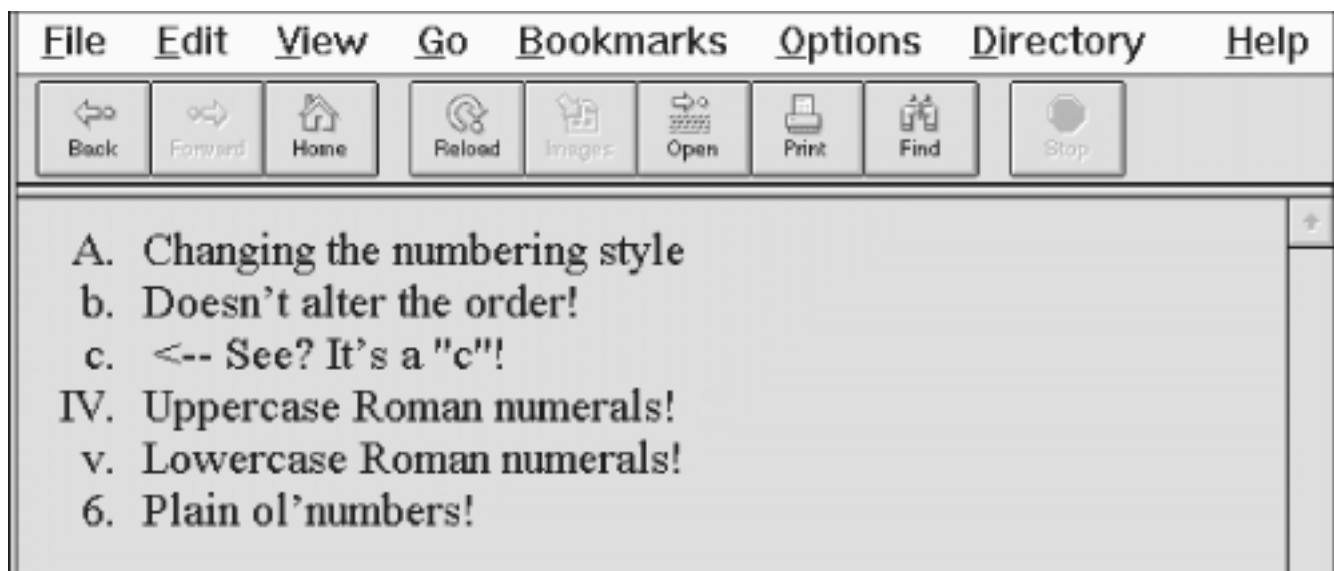 File Edit View Go Bookmarks Options Directory Help
Back Forward Home Reload Images Open Print Find Stop
A. Changing the numbering style
b. Doesn't alter the order!
c. <-- See? It's a "c"!
IV. Uppercase Roman numerals!
v. Lowercase Roman numerals!
6. Plain ol'numbers!